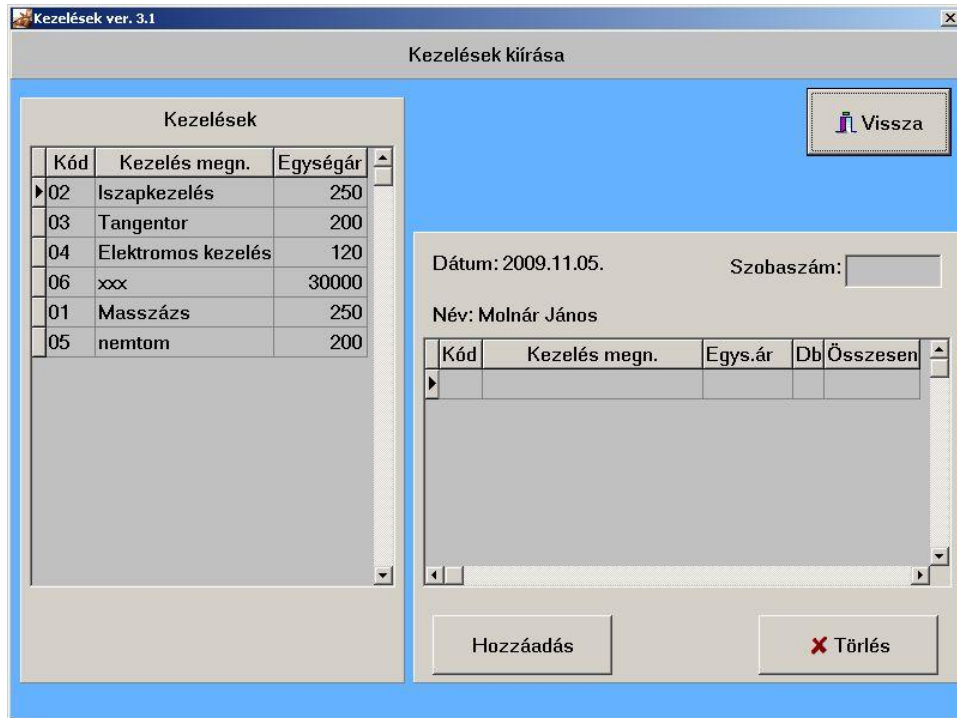 Kezelések ver. 3.1
Kezelések kiírása
Kezelések
Kód Kezelés megn. Egységár
02 Iszapkezelés 250
03 Tangentor 200
04 Elektromos kezelés 120
06 xxx 30000
01 Masszázs 250
05 nemtom 200
Vissza
Dátum: 2009.11.05. Szobaszám:
Név: Molnár János
Kód Kezelés megn. Egys.ár Db Összesen
Hozzáadás Törlés